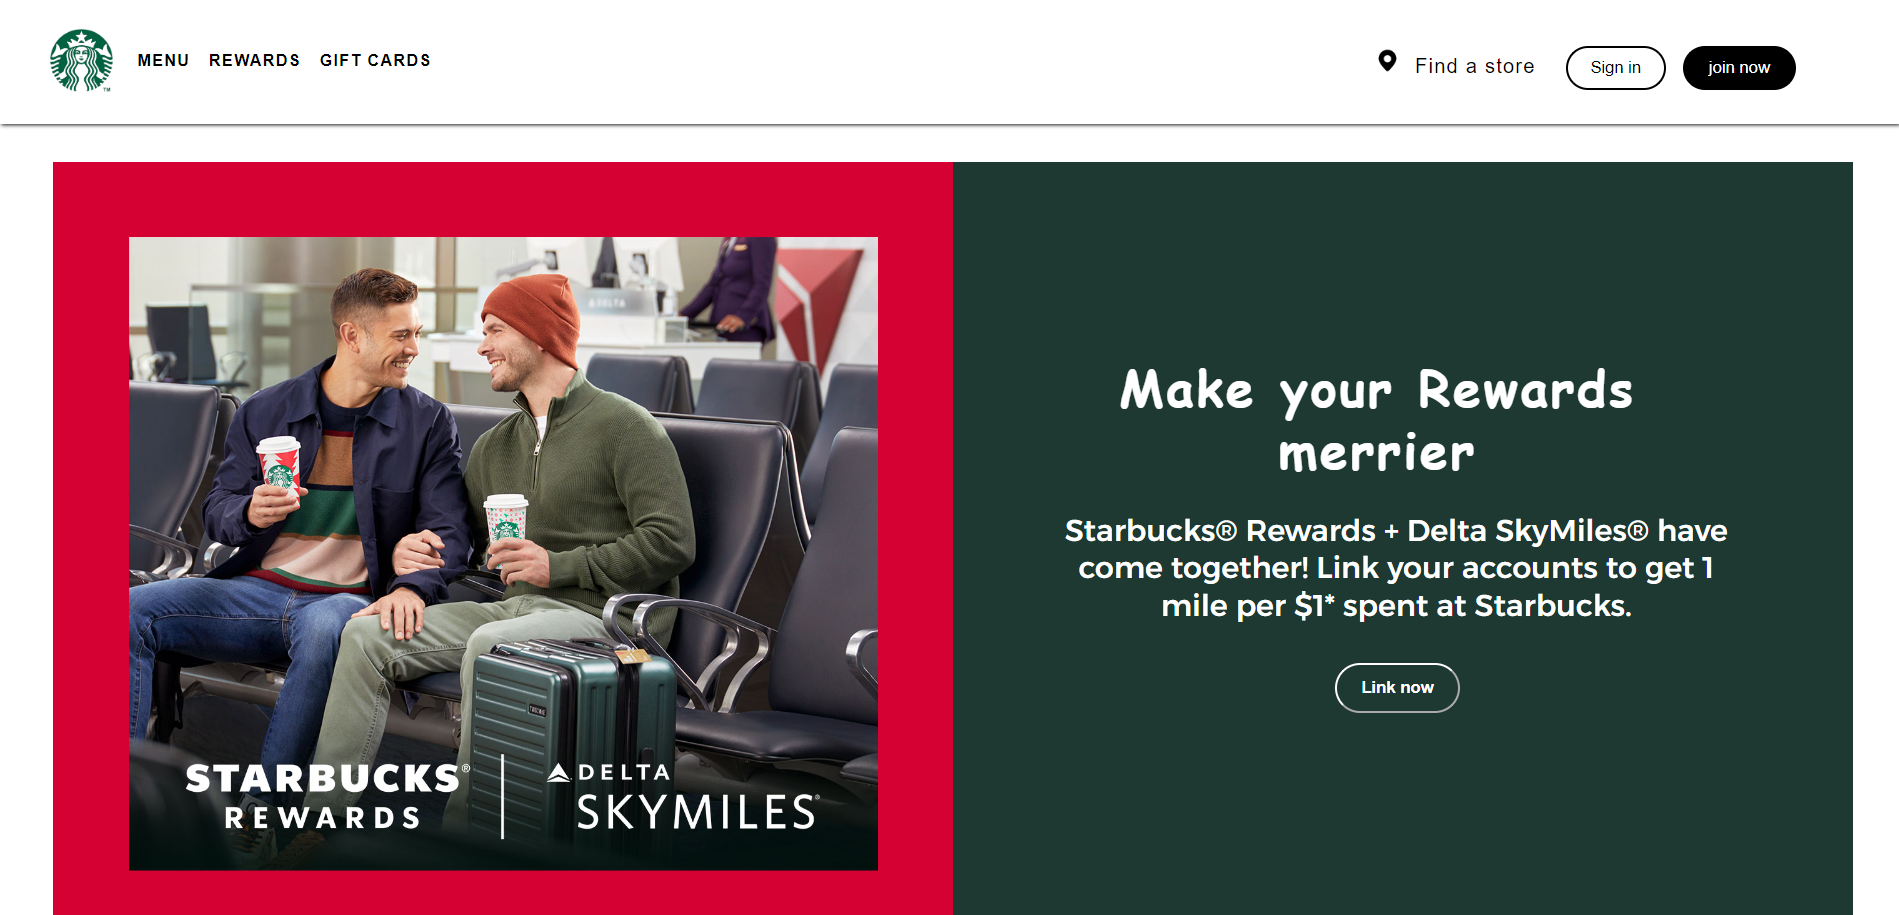 MENU REWARDS GIFT CARDS
Find a store
Sign in
join now
DELTA
STARBUCKS®
REWARDS
DELTA
SKYMILES®
Make your Rewards
merrier
Starbucks® Rewards + Delta SkyMiles® have
come together! Link your accounts to get 1
mile per $1* spent at Starbucks.
Link now